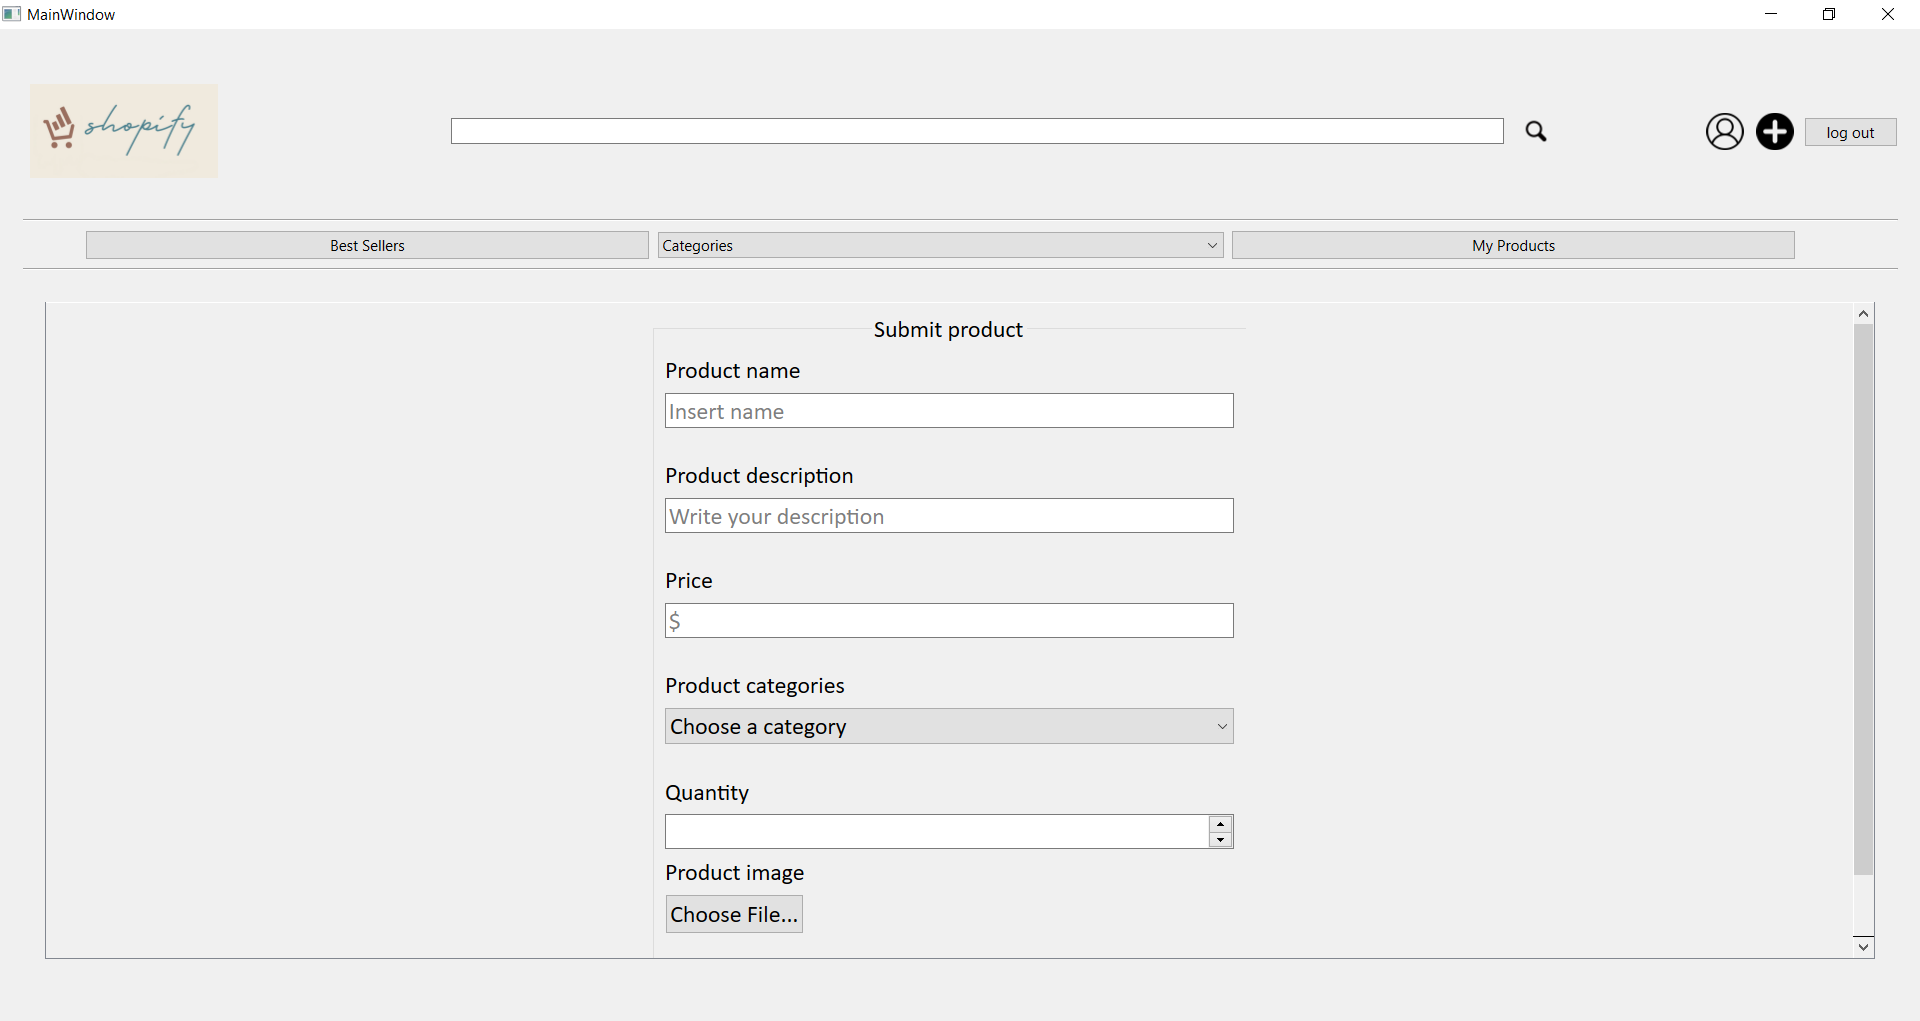 MainWindow
shopify
log out
Best Sellers
Categories
My Products
Submit product
Product name
Insert name
Product description
Write your description
Price
$
Product categories
Choose a category
Quantity
Product image
Choose File...